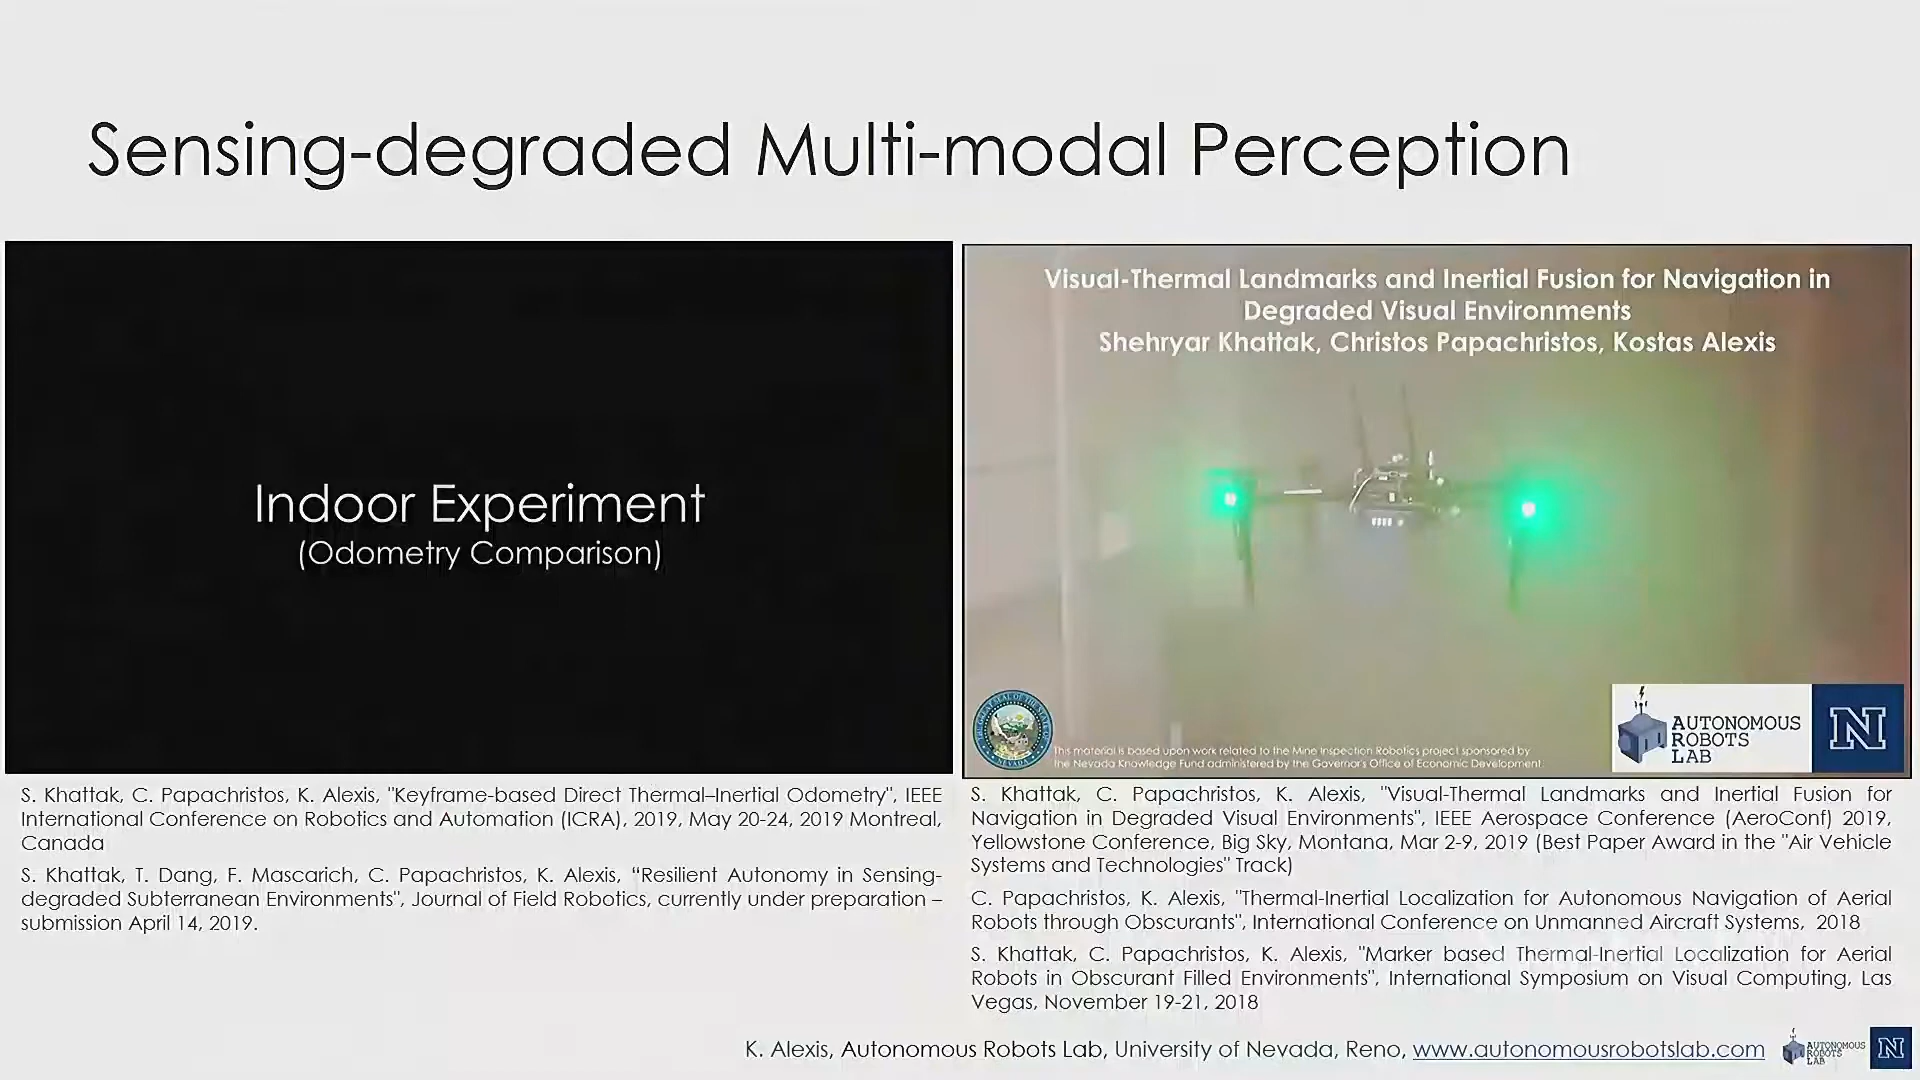 Sensing-degraded Multi-modal Perception
Indoor Experiment
(Odometry Comparison)
S. Khattak, C. Papachristos, K. Alexis, "Keyframe-based Direct Thermal–Inertial Odometry", IEEE
International Conference on Robotics and Automation (ICRA), 2019, May 20-24, 2019 Montreal,
Canada
S. Khattak, T. Dang, F. Mascarich, C. Papachristos, K. Alexis, “Resilient Autonomy in Sensing-
degraded Subterranean Environments", Journal of Field Robotics, currently under preparation –
submission April 14, 2019.
Visual-Thermal Landmarks and Inertial Fusion for Navigation in
Degraded Visual Environments
Shehryar Khattak, Christos Papachristos, Kostas Alexis
This material is based upon work related to the Mine Inspection Robotics project sponsored by
the Nevada Knowledge Fund administered by the Governor's Office of Economic Development.
AUTONOMOUS
ROBOTS
LAB
N
S. Khattak, C. Papachristos, K. Alexis, "Visual-Thermal Landmarks and Inertial Fusion for
Navigation in Degraded Visual Environments", IEEE Aerospace Conference (AeroConf) 2019,
Yellowstone Conference, Big Sky, Montana, Mar 2-9, 2019 (Best Paper Award in the "Air Vehicle
Systems and Technologies" Track)
C. Papachristos, K. Alexis, "Thermal-Inertial Localization for Autonomous Navigation of Aerial
Robots through Obscurants", International Conference on Unmanned Aircraft Systems, 2018
S. Khattak, C. Papachristos, K. Alexis, "Marker based Thermal-Inertial Localization for Aerial
Robots in Obscurant Filled Environments", International Symposium on Visual Computing, Las
Vegas, November 19-21, 2018
K. Alexis, Autonomous Robots Lab, University of Nevada, Reno, www.autonomousrobotslab.com
AUTONOMOUS
ROBOTS
LAB
N